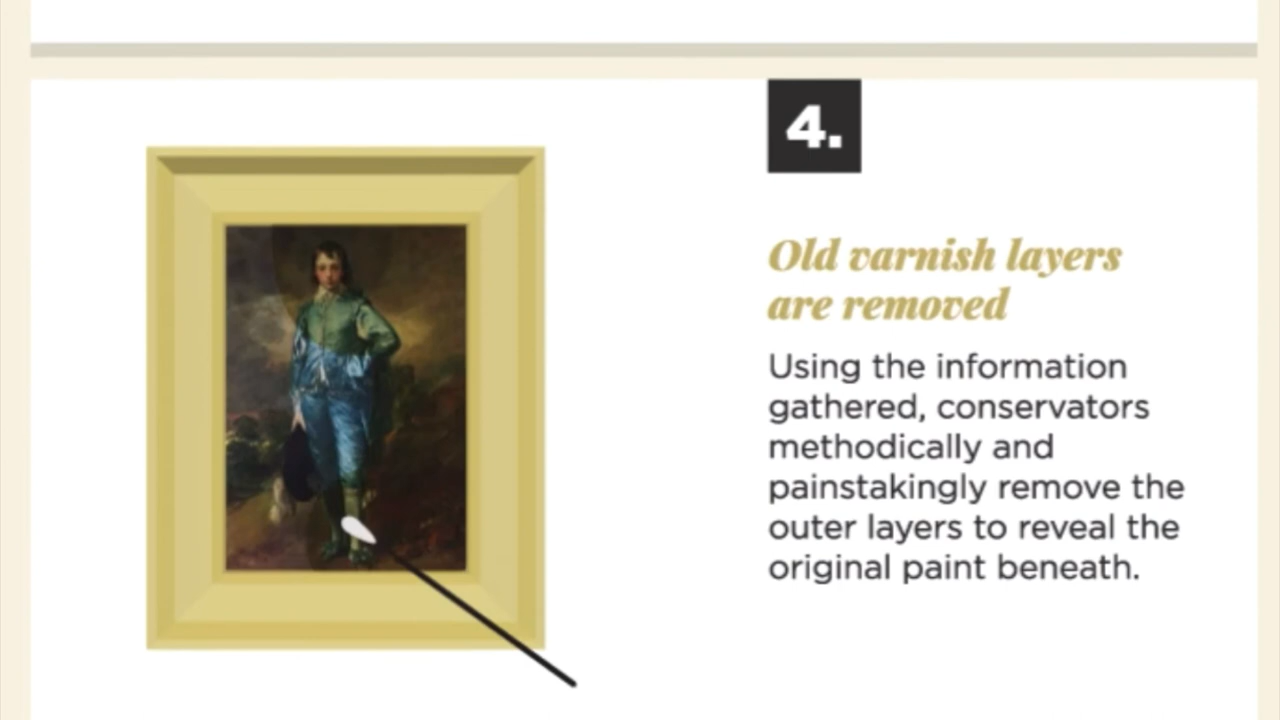 4.
Old varnish layers
are removed
Using the information
gathered, conservators
methodically and
painstakingly remove the
outer layers to reveal the
original paint beneath.